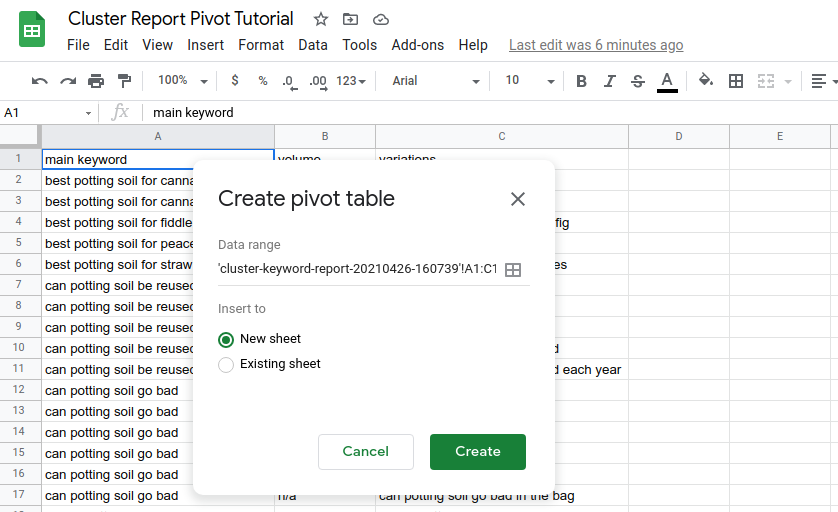 Cluster Report Pivot Tutorial
File Edit View Insert Format Data Tools Add-ons Help Last edit was 6 minutes ago
100% $ % .0 .00 123 Arial 10 B I S A
A1 fx main keyword
A B C D E
1 main keyword volume variations
2 best potting soil for canna
3 best potting soil for canna
4 best potting soil for fiddle fig
5 best potting soil for peace
6 best potting soil for straw es
7 can potting soil be reused
8 can potting soil be reused
9 can potting soil be reused
10 can potting soil be reused d
11 can potting soil be reused d each year
12 can potting soil go bad
13 can potting soil go bad
14 can potting soil go bad
15 can potting soil go bad
16 can potting soil go bad
17 can potting soil go bad n/a can potting soil go bad in the bag
Create pivot table
Data range
'cluster-keyword-report-20210426-160739'!A1:C1
Insert to
New sheet
Existing sheet
Cancel Create